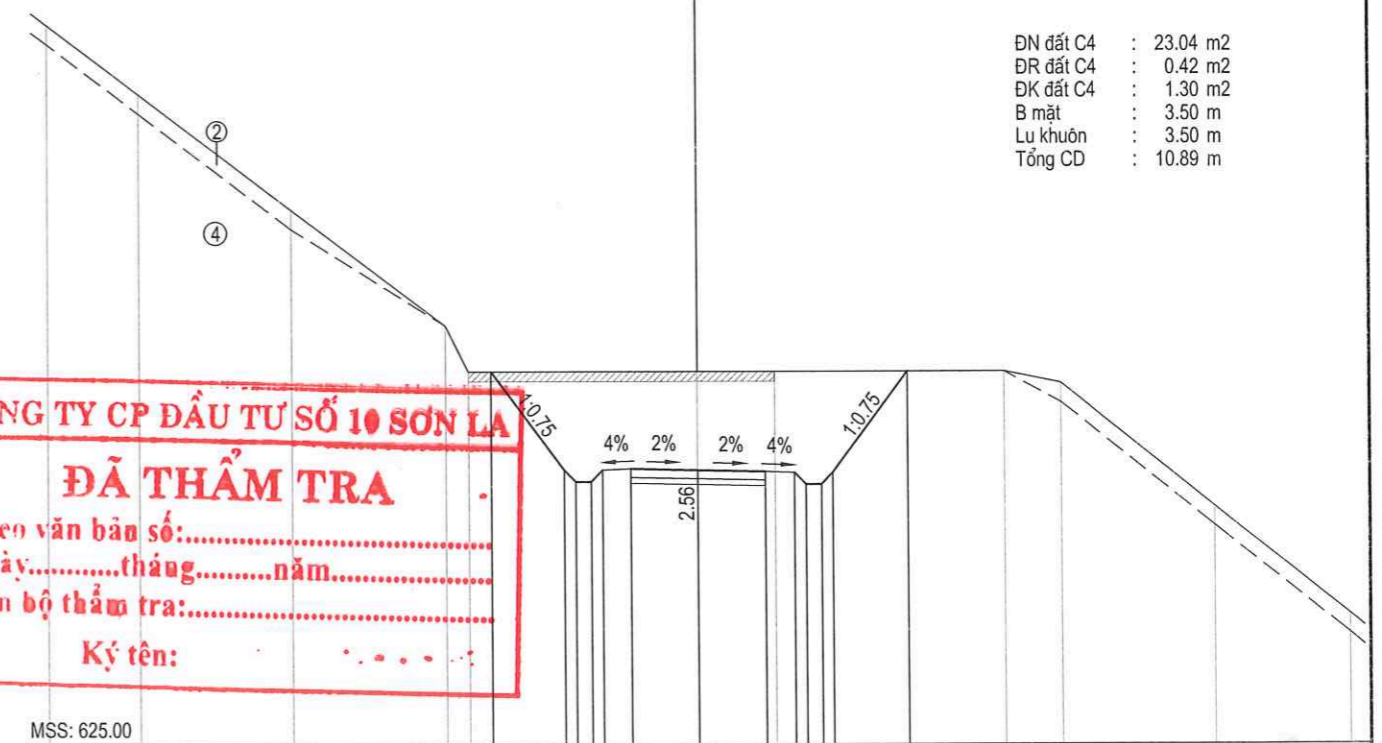 ĐN đất C4 : 23.04 m2
ĐR đất C4 : 0.42 m2
ĐK đất C4 : 1.30 m2
B mặt : 3.50 m
Lu khuôn : 3.50 m
Tổng CD : 10.89 m
②
④
1:0.75
4% 2% 2% 4%
1:0.75
2.56
NG TY CP ĐẦU TƯ SỐ 10 SƠN LA
ĐÃ THẨM TRA
eo văn bản số:
ày...........tháng..........năm
n bộ thẩm tra:
Ký tên:
MSS: 625.00